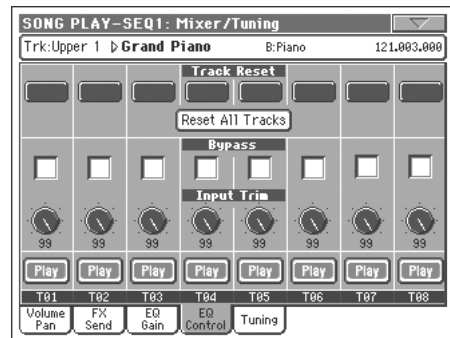 SONG PLAY-SEQ1: Mixer/Tuning
Trk:Upper 1 ▷Grand Piano B:Piano 121.003.000
Track Reset
Reset All Tracks
Bypass
Input Trim
99 99 99 99 99 99 99 99
Play Play Play Play Play Play Play Play
T01 T02 T03 T04 T05 T06 T07 T08
Volume Pan FX Send EQ Gain EQ Control Tuning